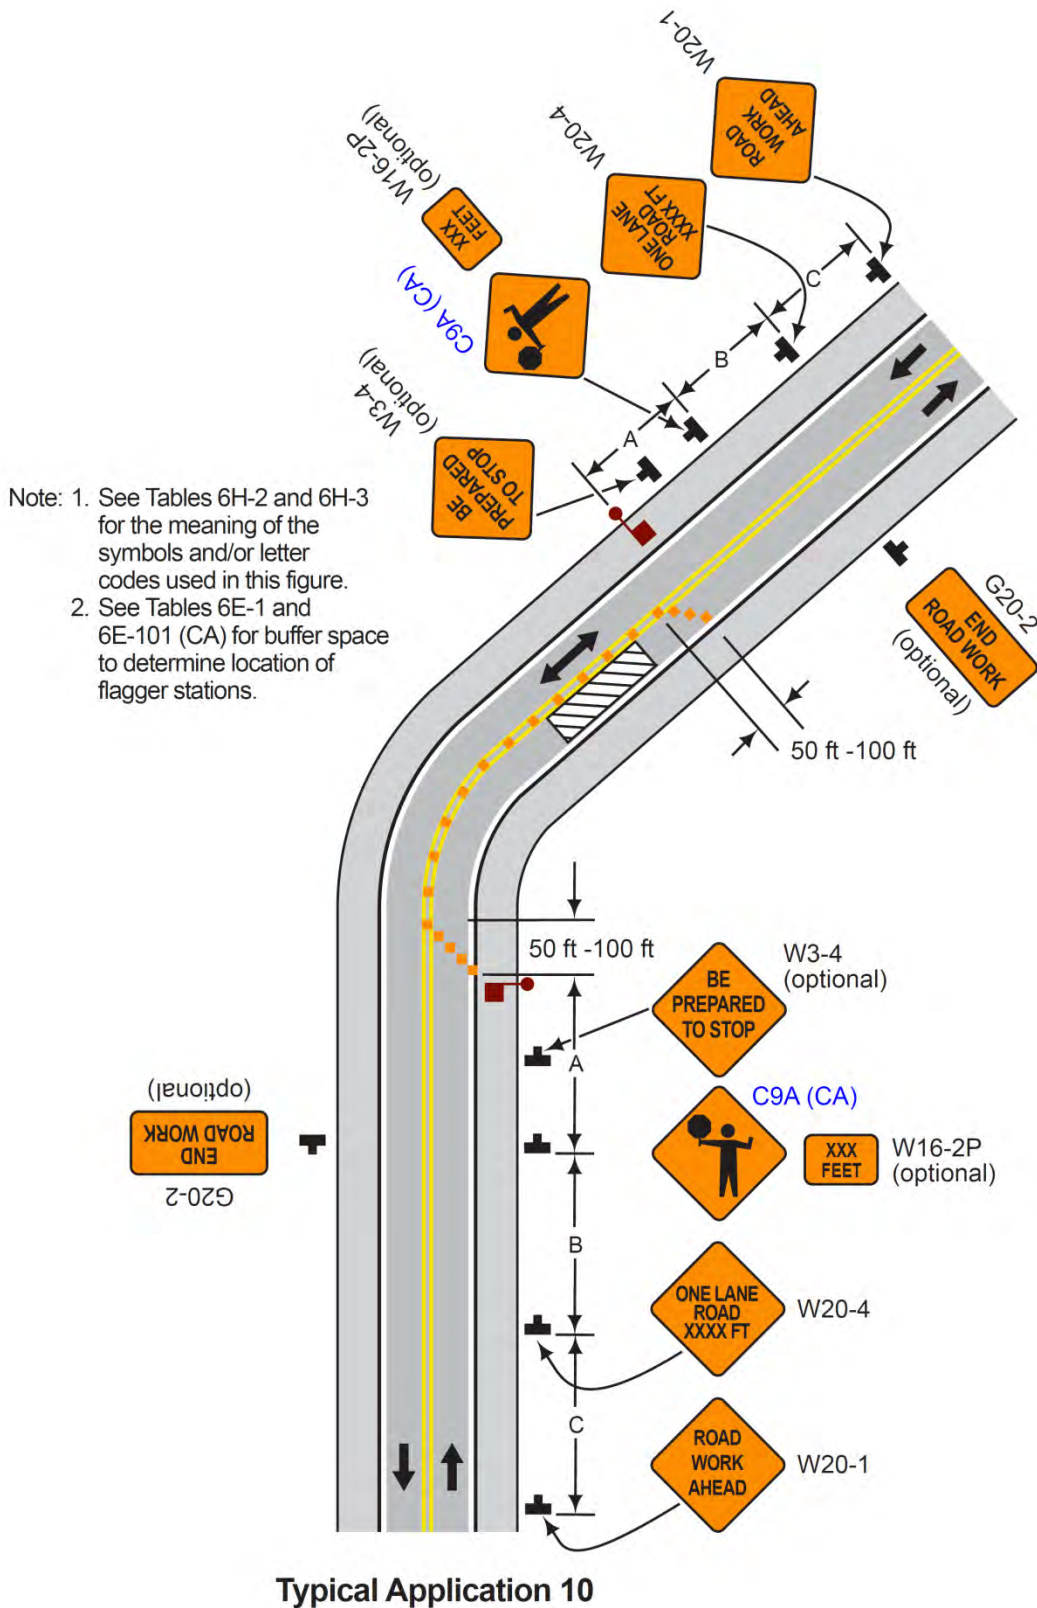 W20-1
ROAD
WORK
AHEAD
W20-4
ONE LANE
ROAD
XXXX FT
W16-2P
(optional)
XXX
FEET
C9A (CA)
W3-4
(optional)
BE
PREPARED
TO STOP
C
B
A
Note: 1. See Tables 6H-2 and 6H-3
for the meaning of the
symbols and/or letter
codes used in this figure.
2. See Tables 6E-1 and
6E-101 (CA) for buffer space
to determine location of
flagger stations.
G20-2
END
ROAD WORK
(optional)
50 ft -100 ft
50 ft -100 ft
BE
PREPARED
TO STOP
W3-4
(optional)
A
C9A (CA)
XXX
FEET
W16-2P
(optional)
END
ROAD WORK
(optional)
G20-2
B
ONE LANE
ROAD
XXXX FT
W20-4
C
ROAD
WORK
AHEAD
W20-1
Typical Application 10